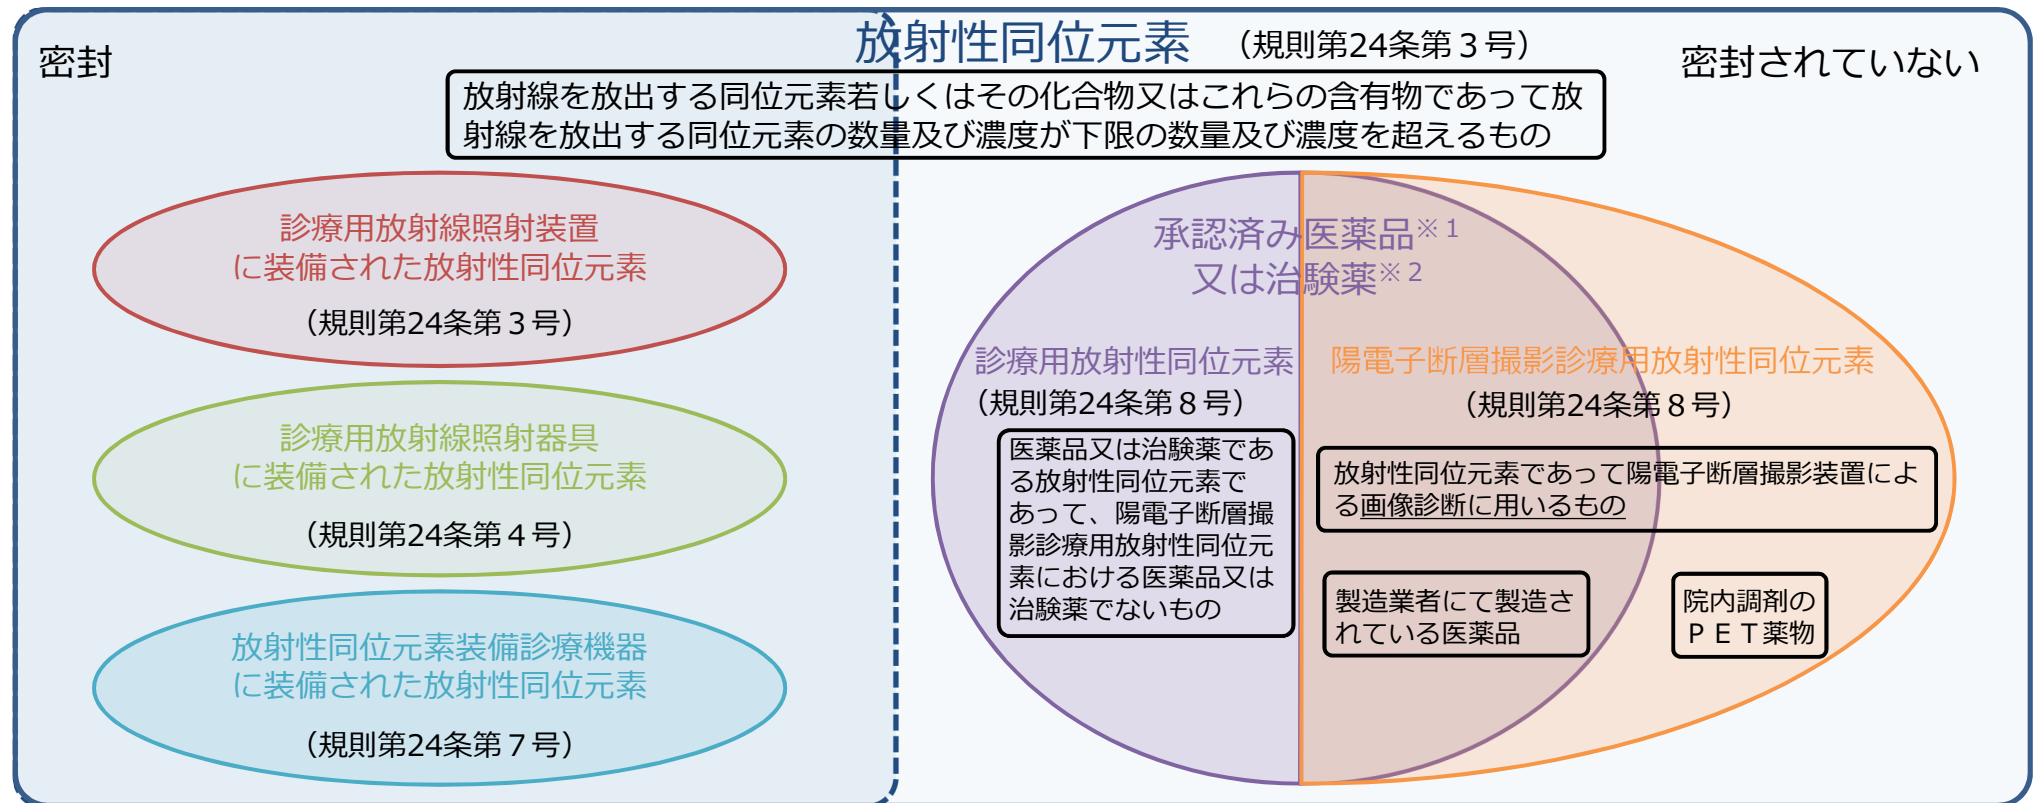 放射性同位元素 （規則第24条第３号）
密封
密封されていない
放射線を放出する同位元素若しくはその化合物又はこれらの含有物であって放
射線を放出する同位元素の数量及び濃度が下限の数量及び濃度を超えるもの
診療用放射線照射装置
に装備された放射性同位元素
（規則第24条第３号）
診療用放射線照射器具
に装備された放射性同位元素
（規則第24条第４号）
放射性同位元素装備診療機器
に装備された放射性同位元素
（規則第24条第７号）
承認済み医薬品※１
又は治験薬※２
診療用放射性同位元素
（規則第24条第８号）
医薬品又は治験薬であ
る放射性同位元素で
あって、陽電子断層撮
影診療用放射性同位元
素における医薬品又は
治験薬でないもの
陽電子断層撮影診療用放射性同位元素
（規則第24条第８号）
放射性同位元素であって陽電子断層撮影装置によ
る画像診断に用いるもの
製造業者にて製造さ
れている医薬品
院内調剤の
ＰＥＴ薬物